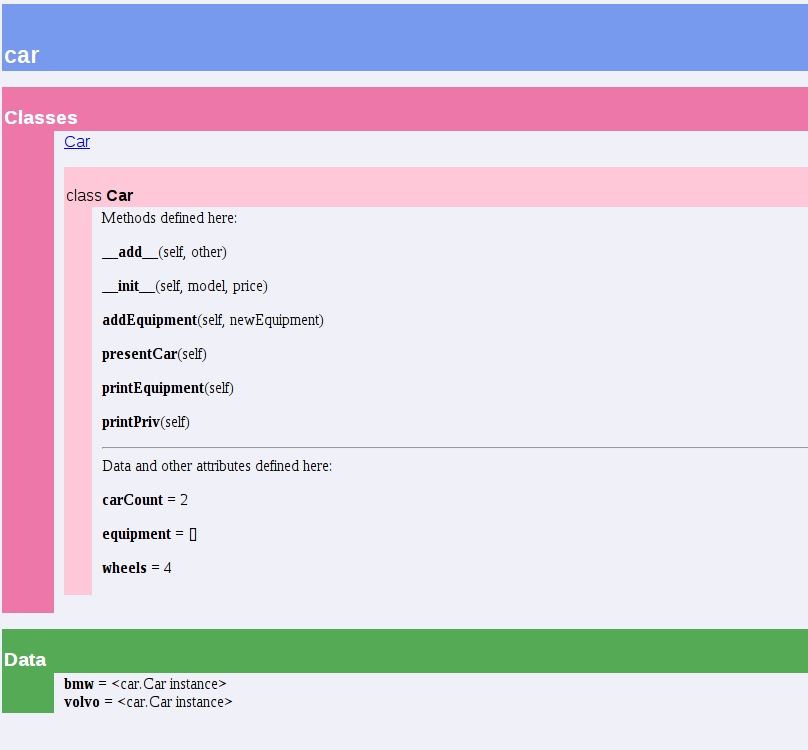 car
Classes
Car
class Car
Methods defined here:
__add__(self, other)
__init__(self, model, price)
addEquipment(self, newEquipment)
presentCar(self)
printEquipment(self)
printPriv(self)
Data and other attributes defined here:
carCount = 2
equipment = []
wheels = 4
Data
bmw = <car.Car instance>
volvo = <car.Car instance>